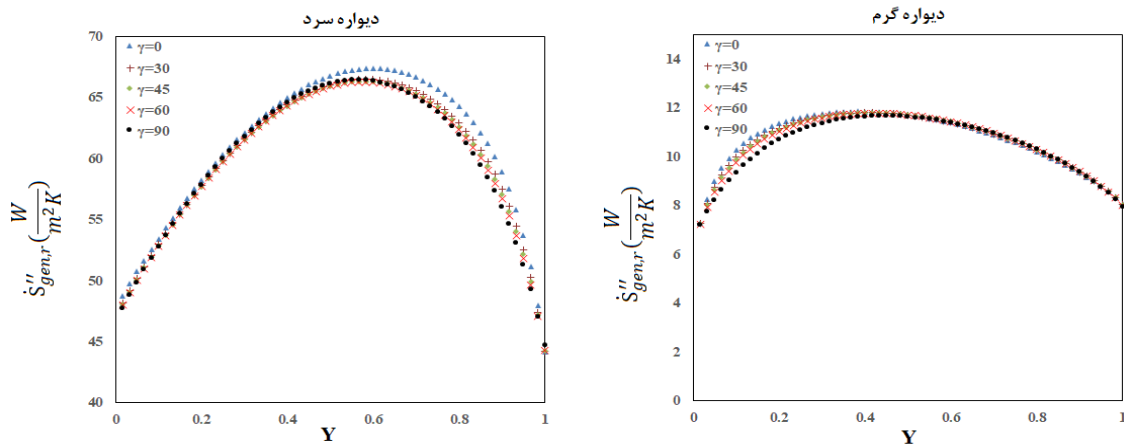 دیواره سرد
70
65
60
55
50
45
40
γ=0
γ=30
γ=45
γ=60
γ=90
Ṡ''gen,r (W/m²K)
0 0.2 0.4 0.6 0.8 1
Y
دیواره گرم
14
12
10
8
6
4
2
0
γ=0
γ=30
γ=45
γ=60
γ=90
Ṡ''gen,r (W/m²K)
0 0.2 0.4 0.6 0.8 1
Y